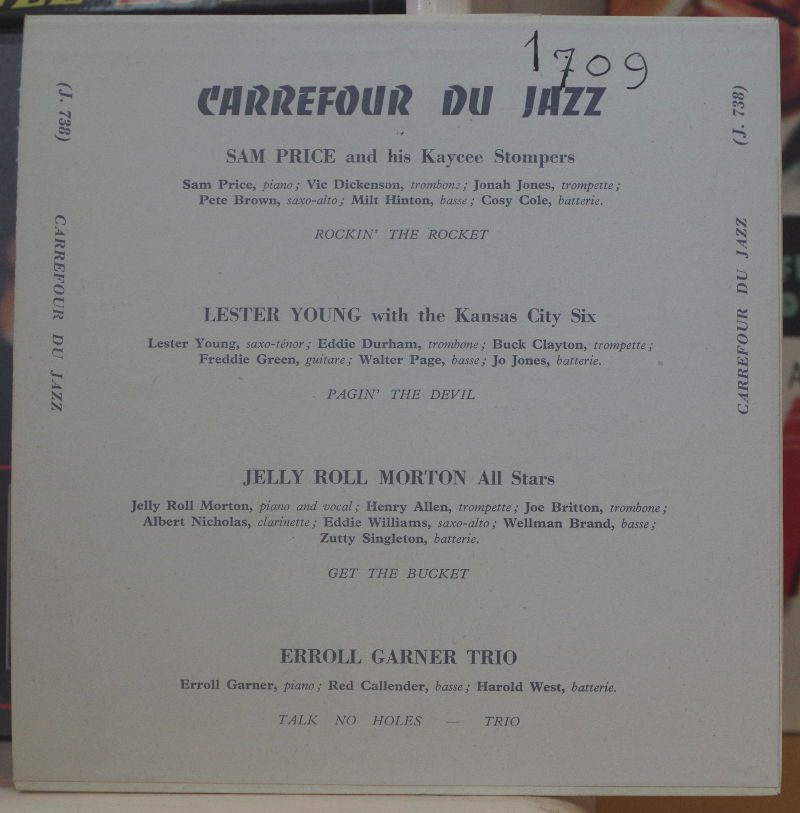 1709
CARREFOUR DU JAZZ
(J. 738) CARREFOUR DU JAZZ
SAM PRICE and his Kaycee Stompers
Sam Price, piano ; Vic Dickenson, trombone ; Jonah Jones, trompette ;
Pete Brown, saxo-alto ; Milt Hinton, basse ; Cosy Cole, batterie.
ROCKIN' THE ROCKET
LESTER YOUNG with the Kansas City Six
Lester Young, saxo-ténor ; Eddie Durham, trombone ; Buck Clayton, trompette ;
Freddie Green, guitare ; Walter Page, basse ; Jo Jones, batterie.
PAGIN' THE DEVIL
JELLY ROLL MORTON All Stars
Jelly Roll Morton, piano and vocal ; Henry Allen, trompette ; Joe Britton, trombone ;
Albert Nicholas, clarinette ; Eddie Williams, saxo-alto ; Wellman Brand, basse ;
Zutty Singleton, batterie.
GET THE BUCKET
ERROLL GARNER TRIO
Erroll Garner, piano ; Red Callender, basse ; Harold West, batterie.
TALK NO HOLES — TRIO
CARREFOUR DU JAZZ (J. 738)